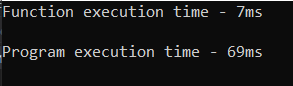 Function execution time - 7ms
Program execution time - 69ms